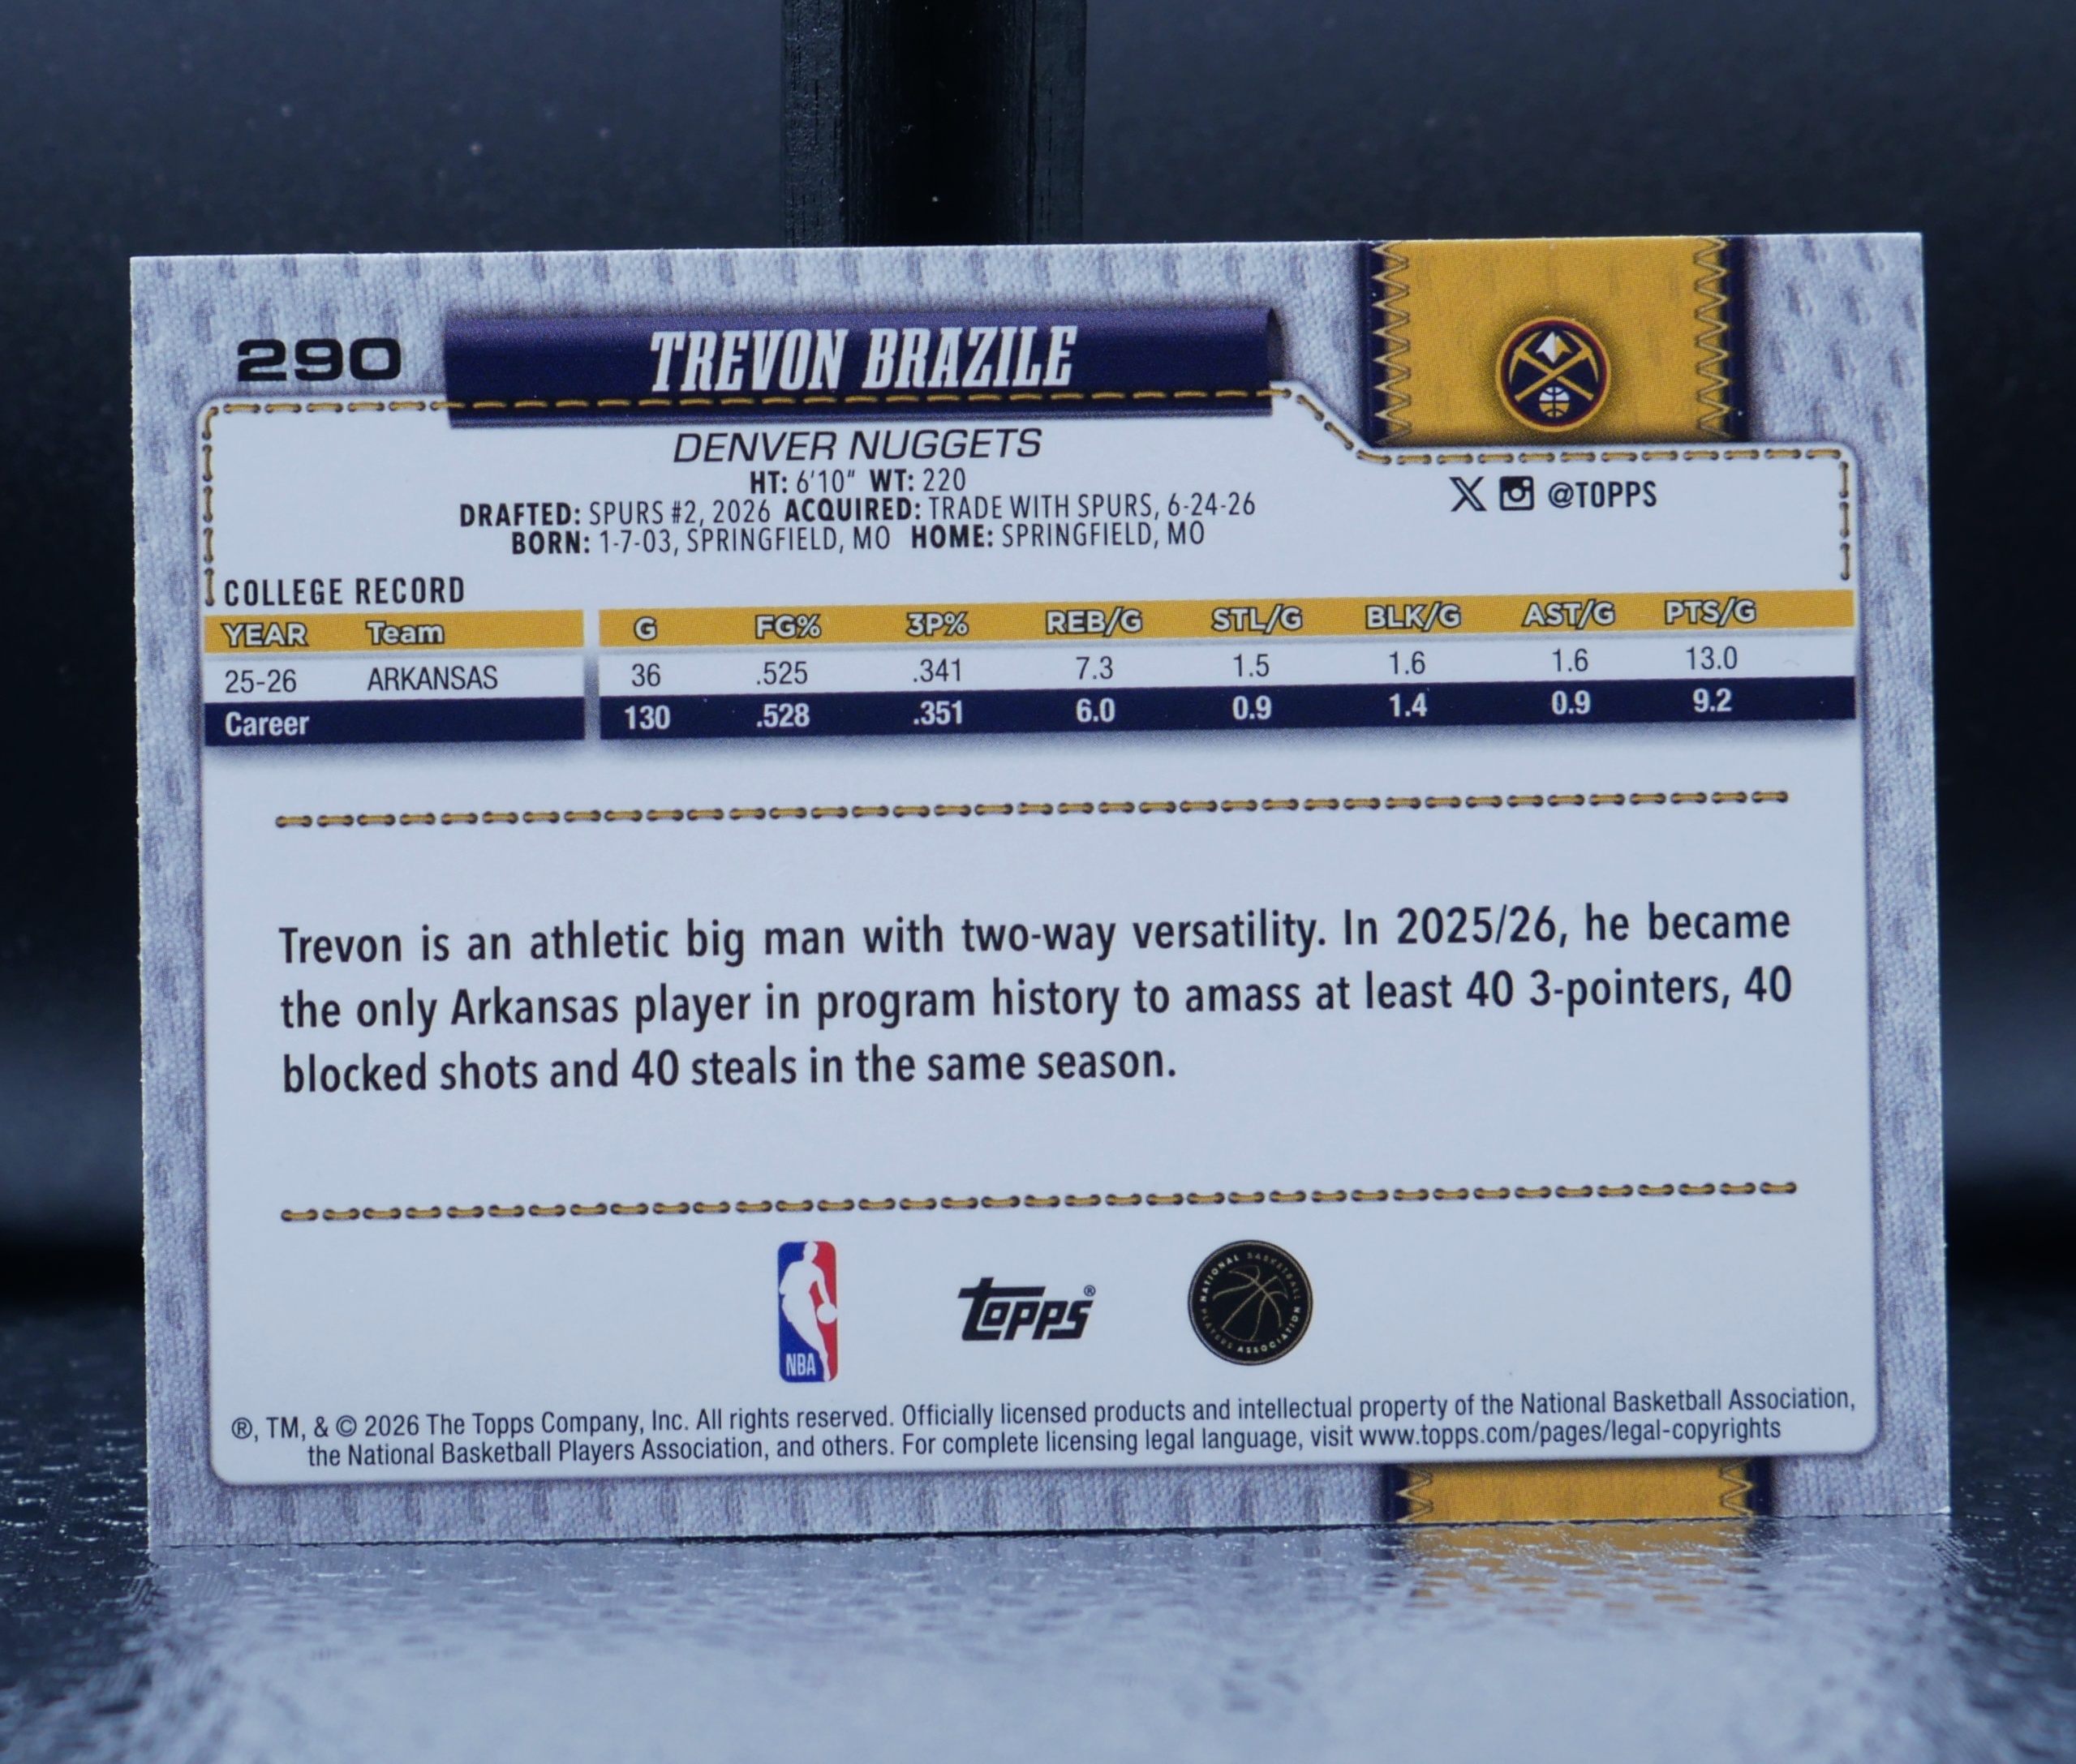 290
TREVON BRAZILE
DENVER NUGGETS
HT: 6'10" WT: 220
DRAFTED: SPURS #2, 2026 ACQUIRED: TRADE WITH SPURS, 6-24-26
BORN: 1-7-03, SPRINGFIELD, MO HOME: SPRINGFIELD, MO
X @TOPPS
COLLEGE RECORD
YEAR Team G FG% 3P% REB/G STL/G BLK/G AST/G PTS/G
25-26 ARKANSAS 36 .525 .341 7.3 1.5 1.6 1.6 13.0
Career 130 .528 .351 6.0 0.9 1.4 0.9 9.2
Trevon is an athletic big man with two-way versatility. In 2025/26, he became
the only Arkansas player in program history to amass at least 40 3-pointers, 40
blocked shots and 40 steals in the same season.
NBA
topps®
NATIONAL BASKETBALL PLAYERS ASSOCIATION
®, TM, & © 2026 The Topps Company, Inc. All rights reserved. Officially licensed products and intellectual property of the National Basketball Association,
the National Basketball Players Association, and others. For complete licensing legal language, visit www.topps.com/pages/legal-copyrights